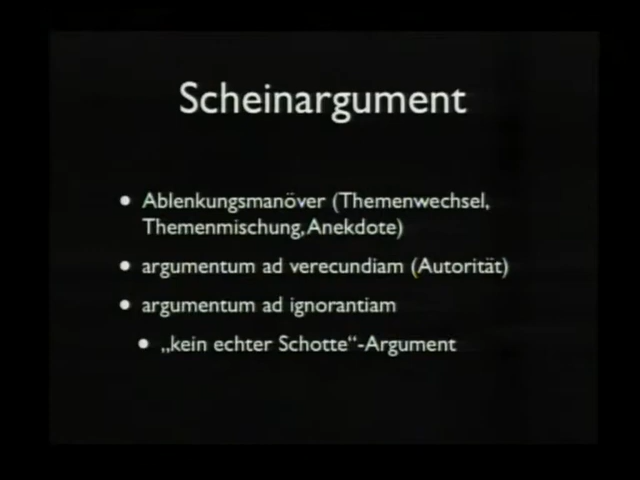 Scheinargument
• Ablenkungsmanöver (Themenwechsel,
Themenmischung, Anekdote)
• argumentum ad verecundiam (Autorität)
• argumentum ad ignorantiam
• „kein echter Schotte“-Argument